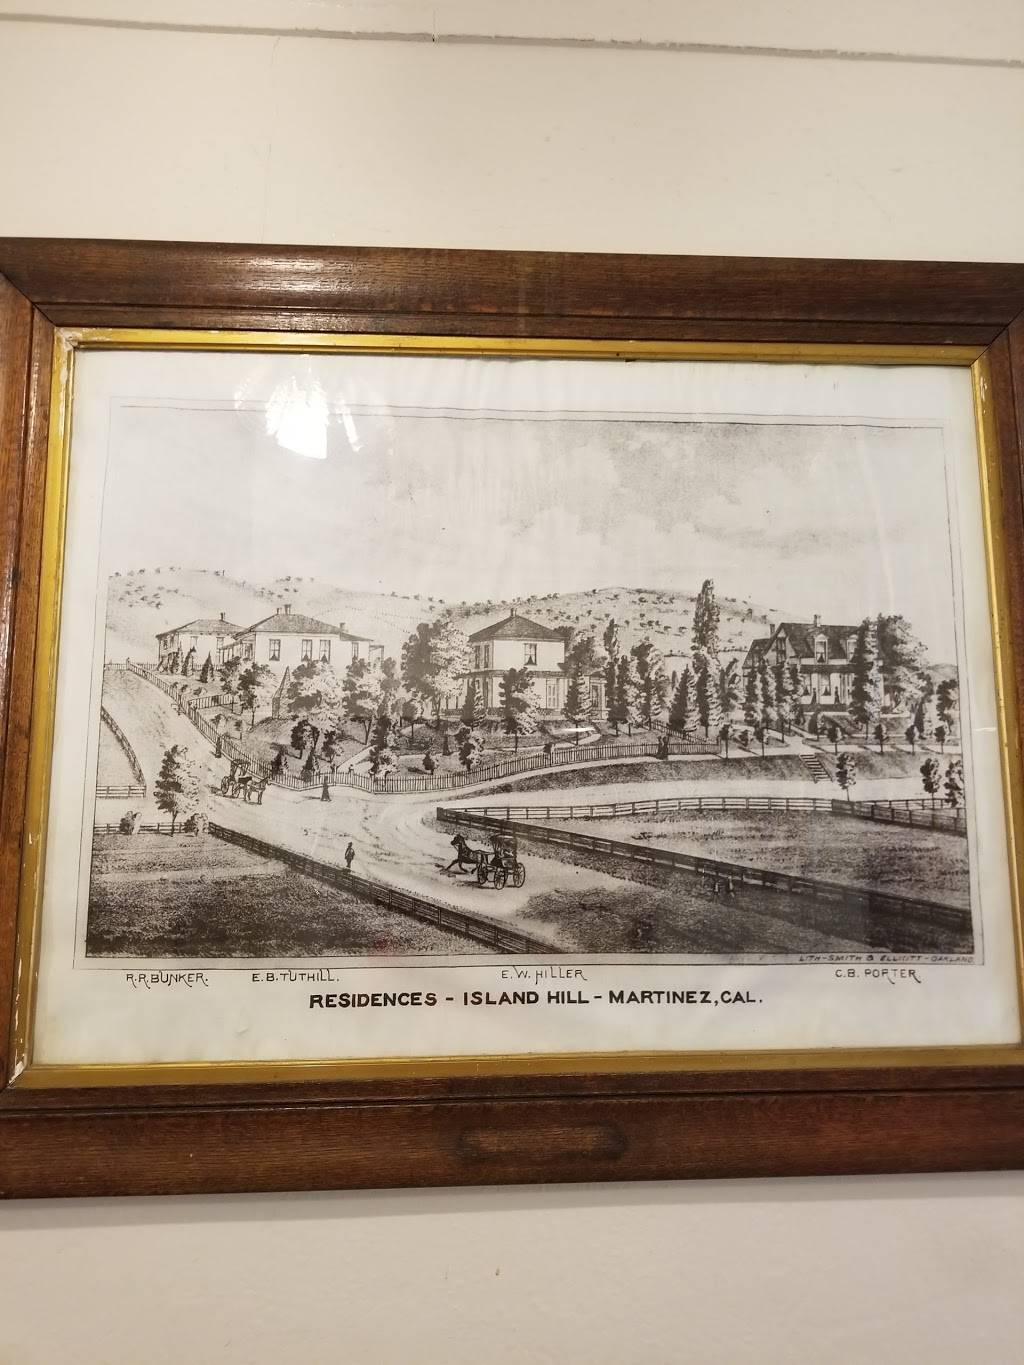 LITH-SMITH & ELLIOTT-OAKLAND
R.R.BUNKER. E.B.TUTHILL. E.W.HILLER C.B. PORTER.
RESIDENCES - ISLAND HILL - MARTINEZ, CAL.